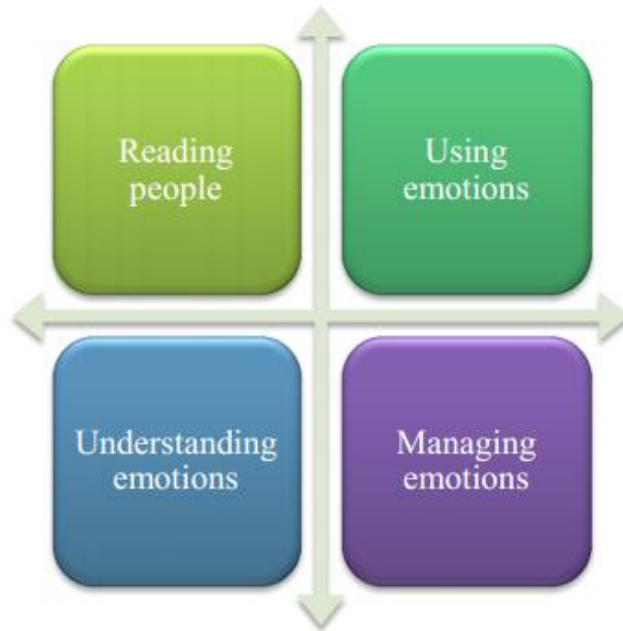 Reading
people
Using
emotions
Understanding
emotions
Managing
emotions